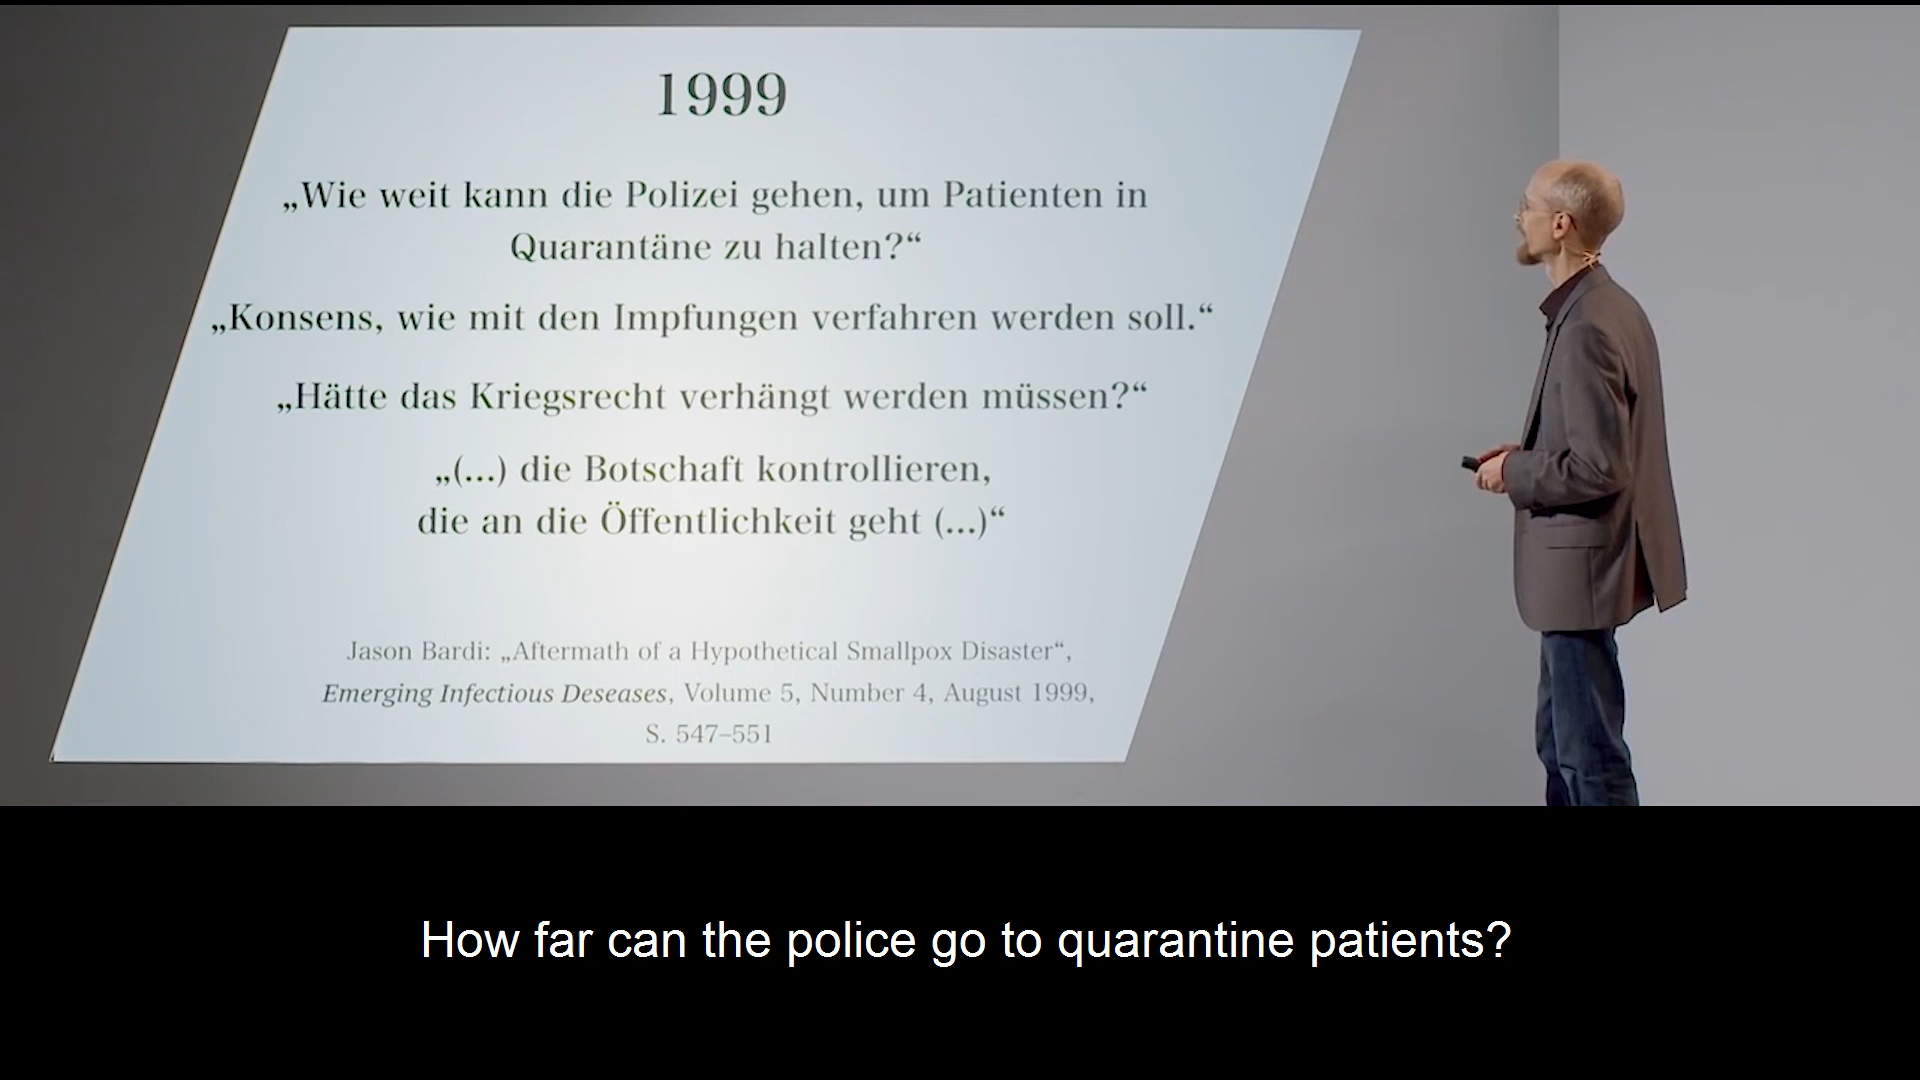 1999
„Wie weit kann die Polizei gehen, um Patienten in
Quarantäne zu halten?“
„Konsens, wie mit den Impfungen verfahren werden soll.“
„Hätte das Kriegsrecht verhängt werden müssen?“
„(...) die Botschaft kontrollieren,
die an die Öffentlichkeit geht (...)“
Jason Bardi: „Aftermath of a Hypothetical Smallpox Disaster“,
Emerging Infectious Deseases, Volume 5, Number 4, August 1999,
S. 547–551
How far can the police go to quarantine patients?